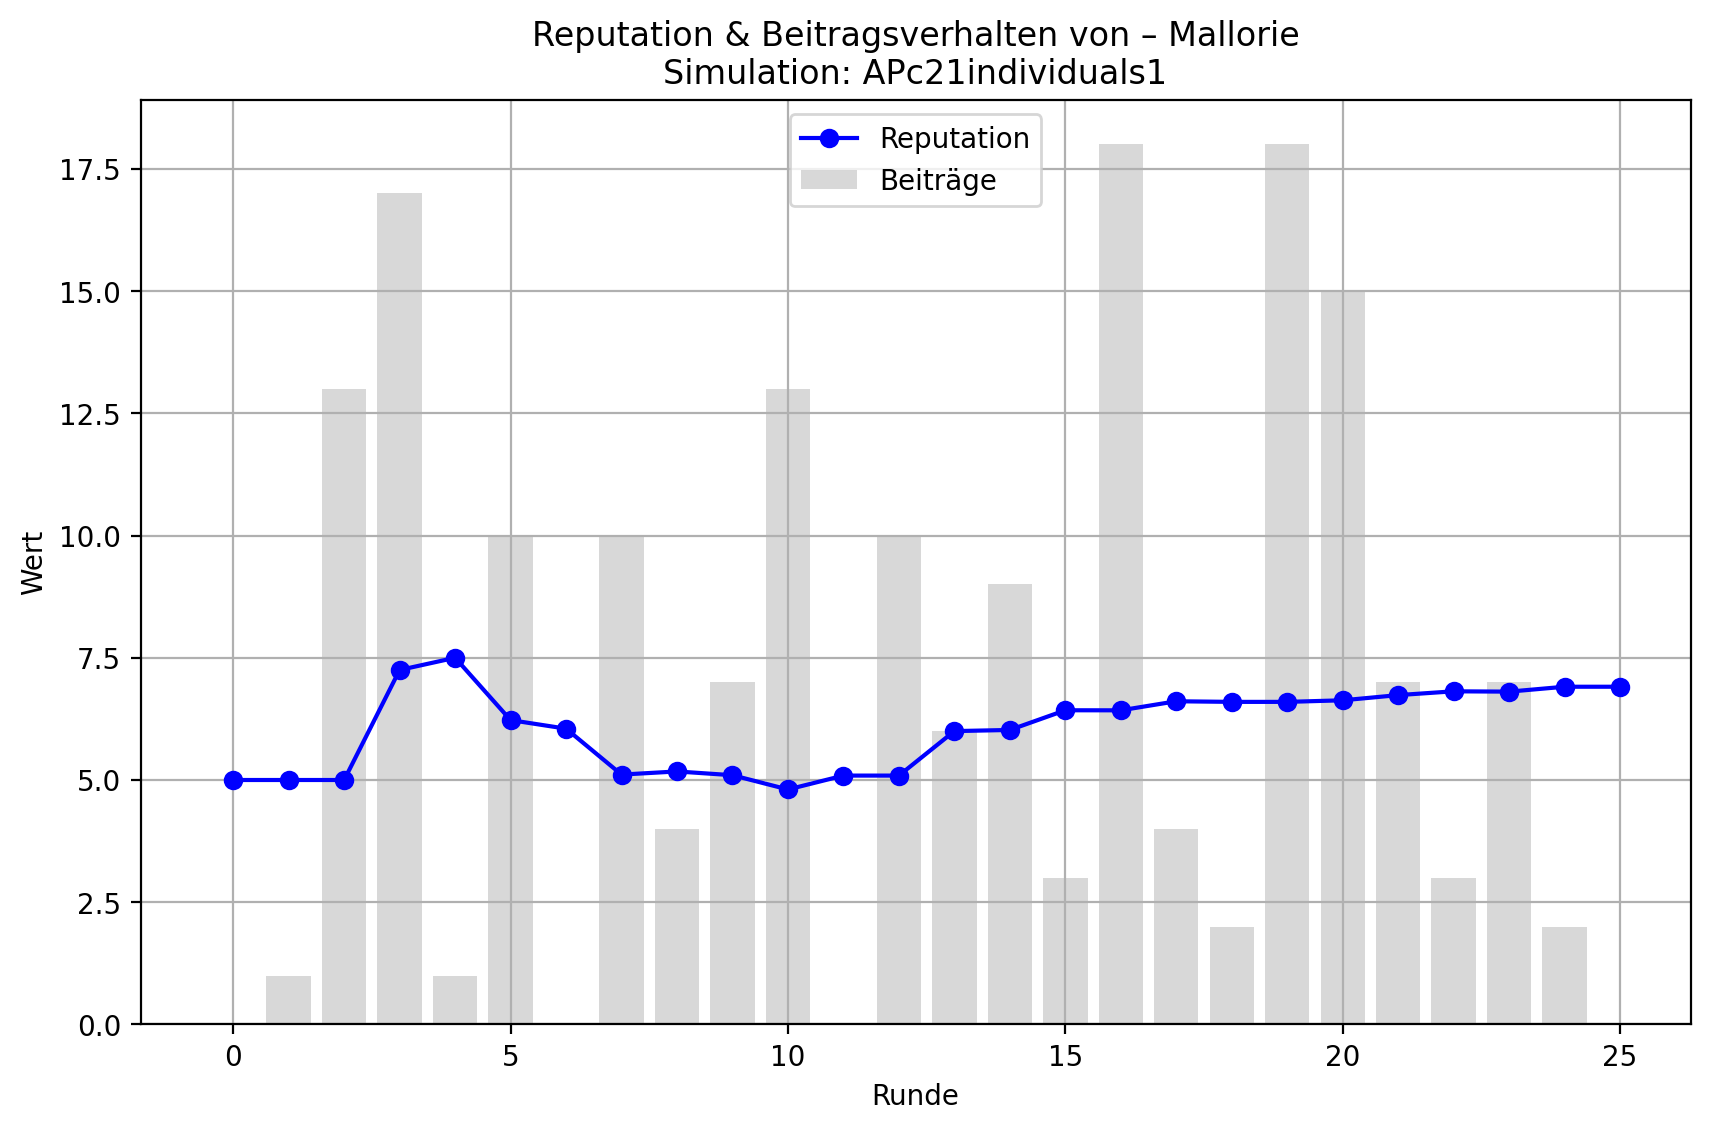 Reputation & Beitragsverhalten von – Mallorie
Simulation: APc21individuals1
Reputation
Beiträge
17.5
15.0
12.5
10.0
7.5
5.0
2.5
0.0
Wert
0 5 10 15 20 25
Runde